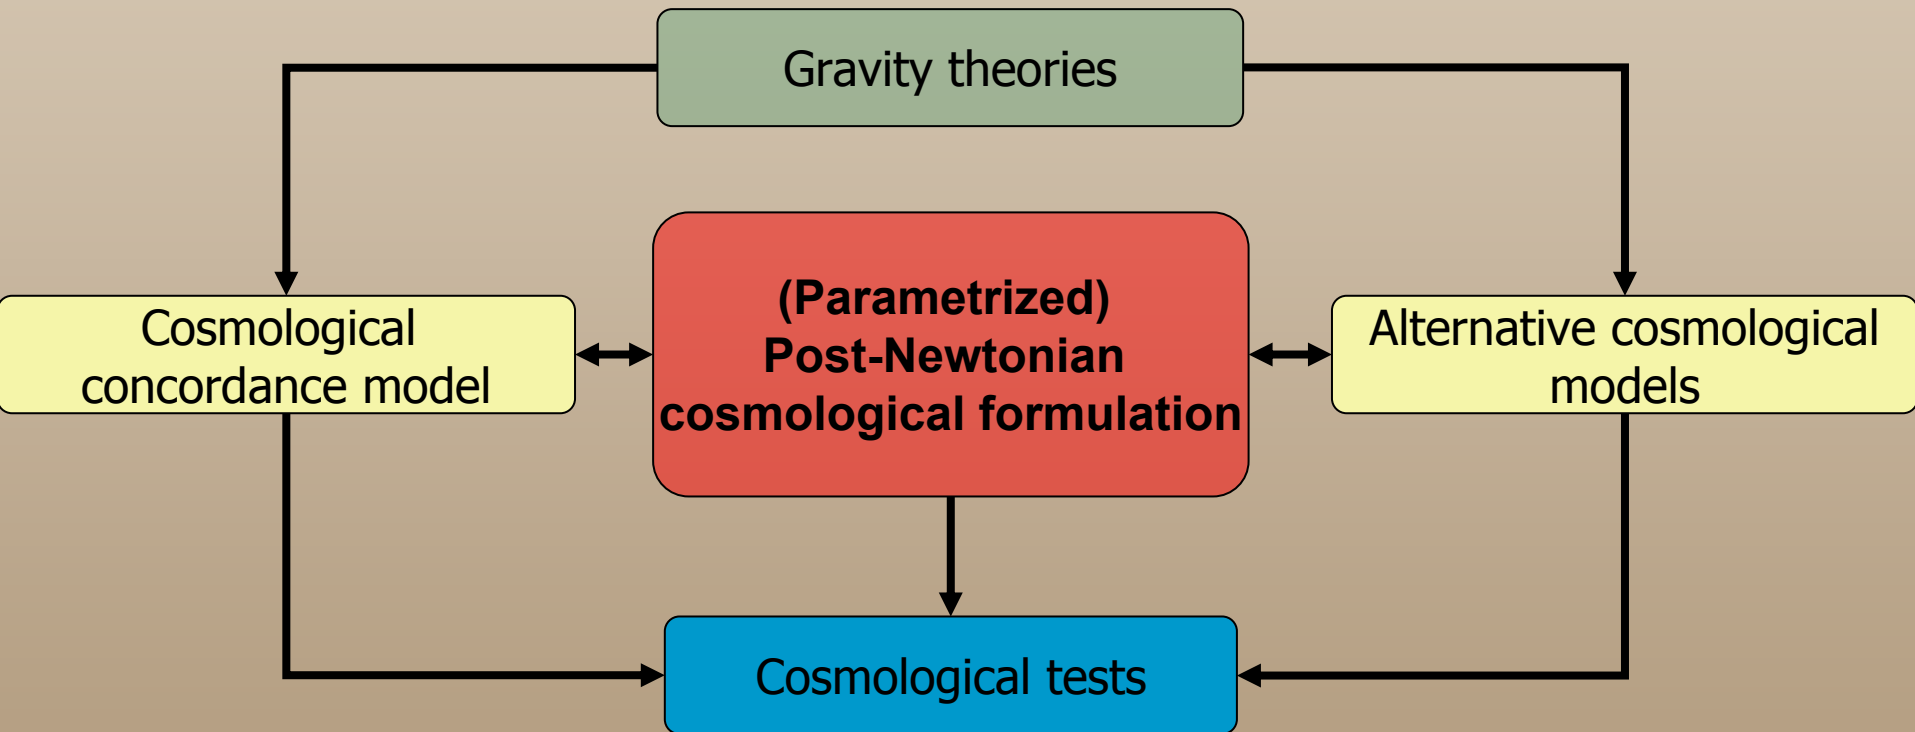 Gravity theories
(Parametrized)
Post-Newtonian
cosmological formulation
Cosmological
concordance model
Alternative cosmological
models
Cosmological tests